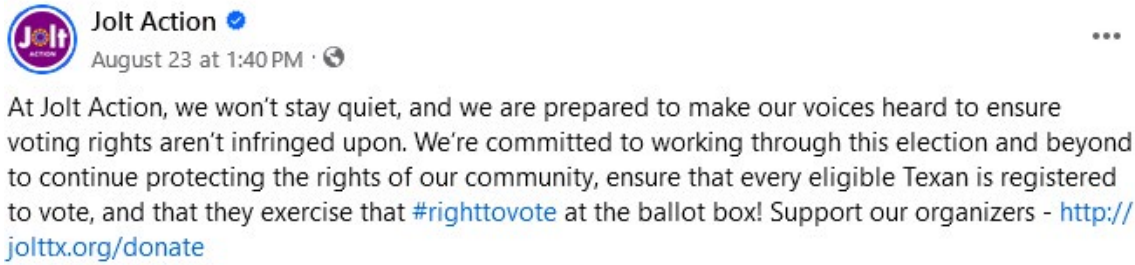 Jolt
ACTION
Jolt Action
August 23 at 1:40 PM ·
At Jolt Action, we won’t stay quiet, and we are prepared to make our voices heard to ensure
voting rights aren’t infringed upon. We’re committed to working through this election and beyond
to continue protecting the rights of our community, ensure that every eligible Texan is registered
to vote, and that they exercise that #righttovote at the ballot box! Support our organizers - http://
jolttx.org/donate